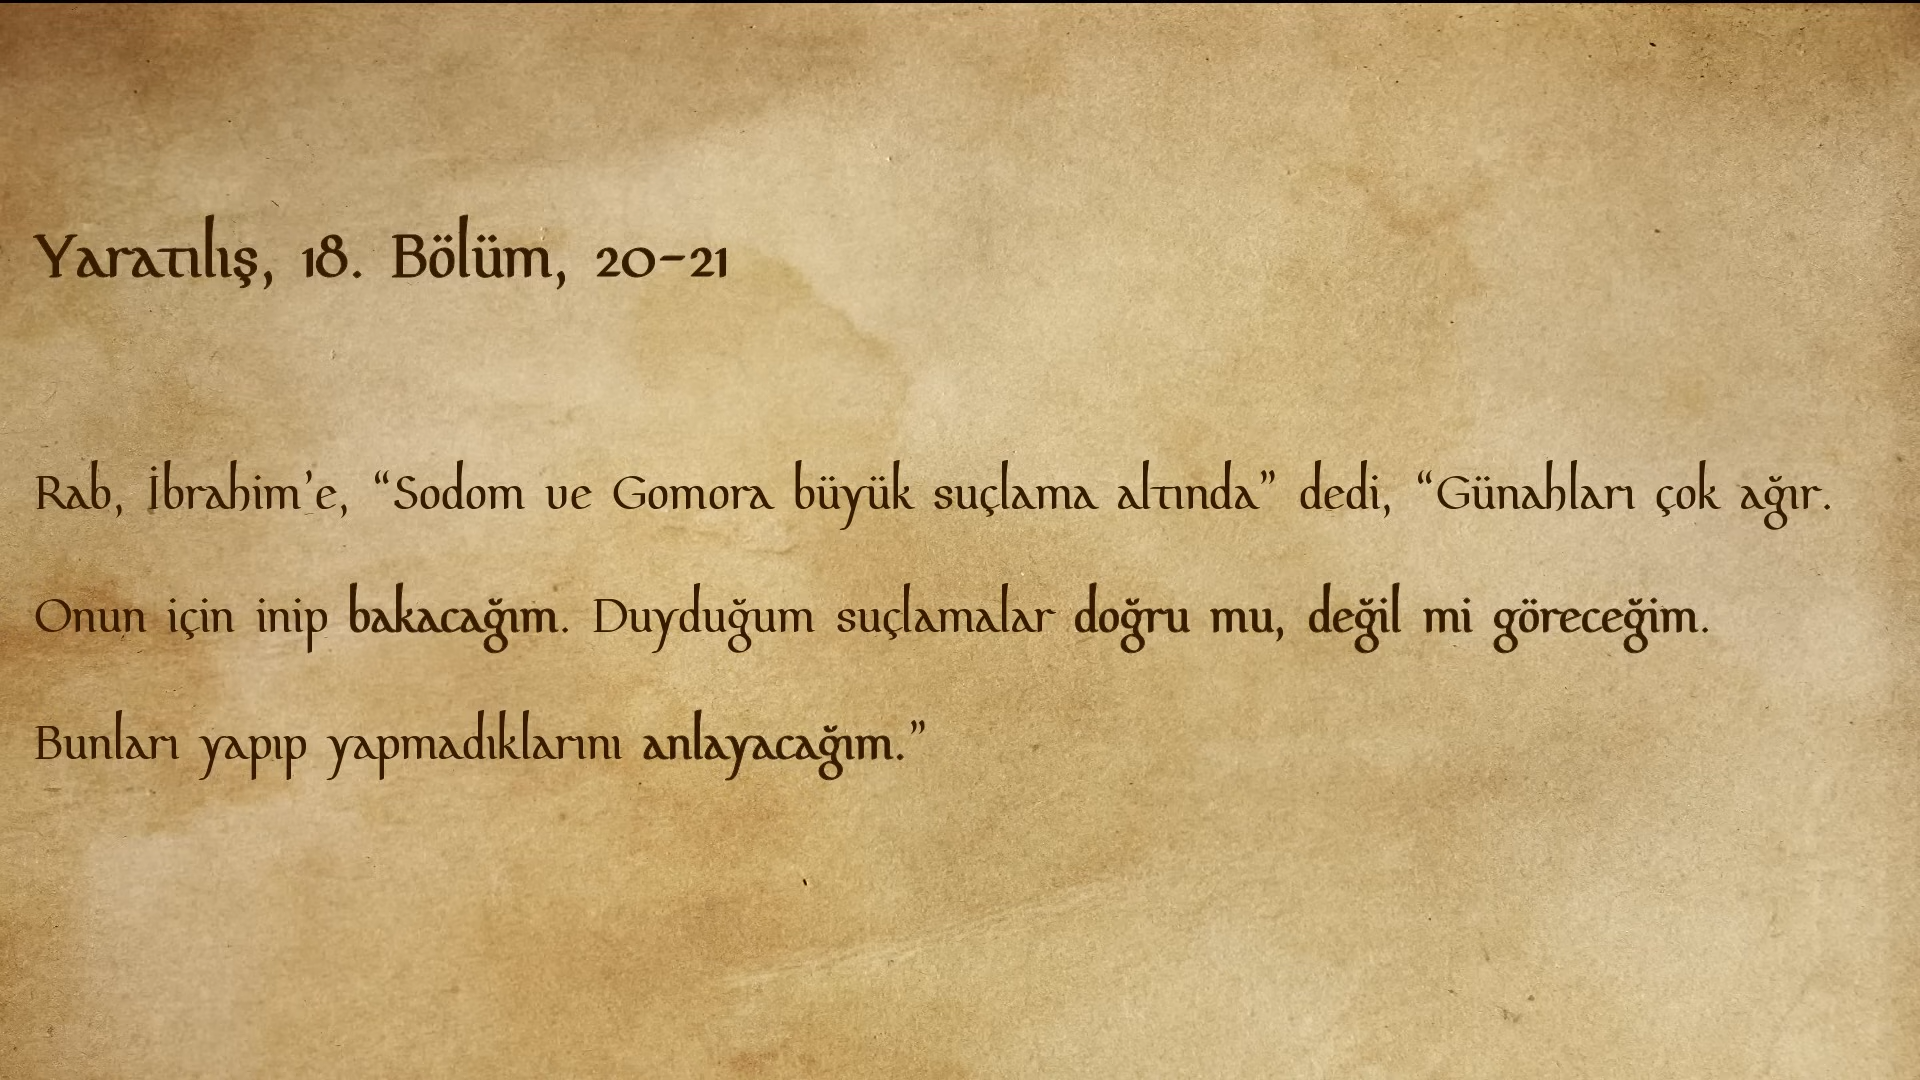 Yaratılış, 18. Bölüm, 20-21
Rab, İbrahim’e, “Sodom ve Gomora büyük suçlama altında” dedi, “Günahları çok ağır.
Onun için inip bakacağım. Duyduğum suçlamalar doğru mu, değil mi göreceğim.
Bunları yapıp yapmadıklarını anlayacağım.”